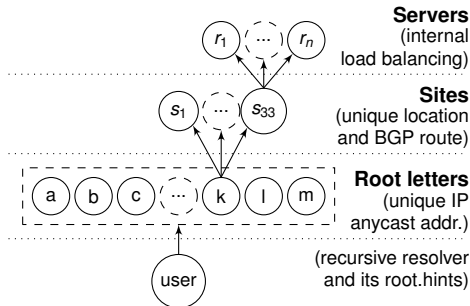 Servers
r1 ... rn
(internal
load balancing)
s1 ... s33
Sites
(unique location
and BGP route)
Root letters
a b c ... k l m
(unique IP
anycast addr.)
(recursive resolver
user
and its root.hints)